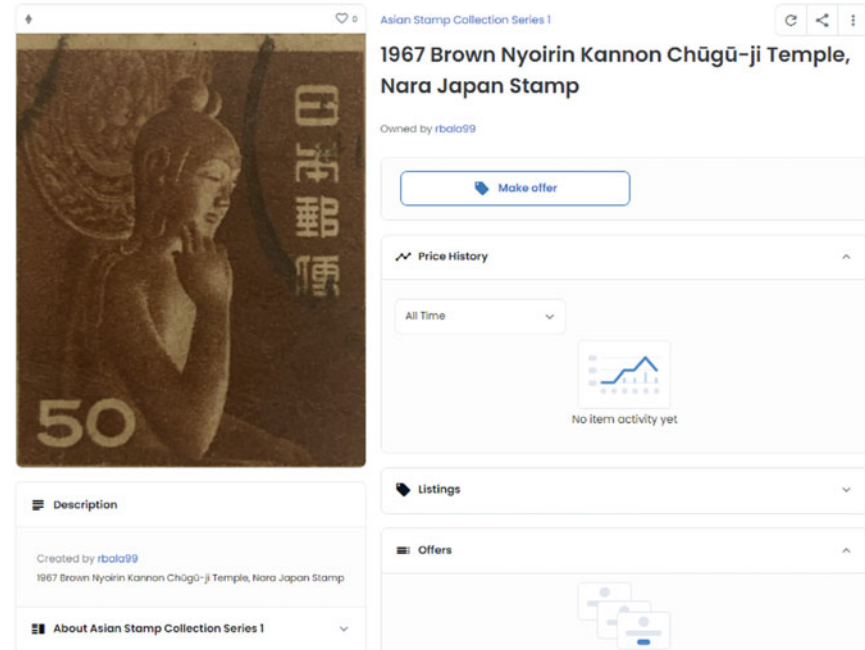 0
Asian Stamp Collection Series 1
1967 Brown Nyoirin Kannon Chūgū-ji Temple,
Nara Japan Stamp
Owned by rbala99
日本郵便
50
Make offer
Price History
All Time
No item activity yet
Listings
Offers
Description
Created by rbala99
1967 Brown Nyoirin Kannon Chūgū-ji Temple, Nara Japan Stamp
About Asian Stamp Collection Series 1